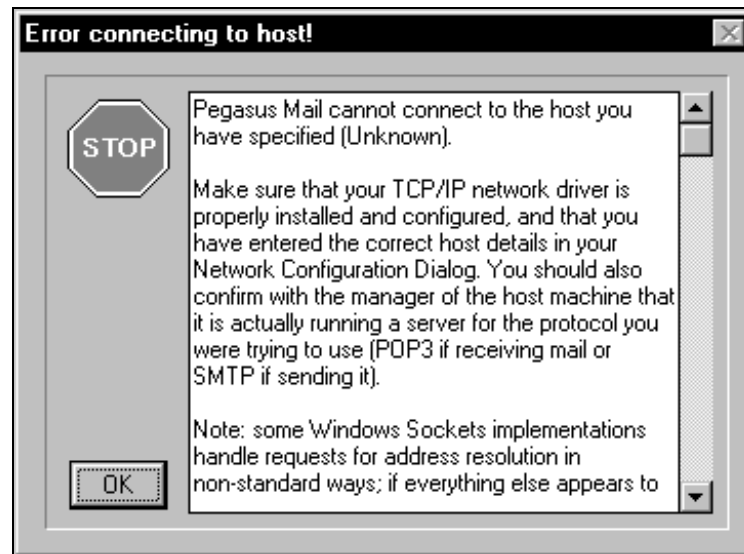 Error connecting to host!
STOP
Pegasus Mail cannot connect to the host you
have specified (Unknown).
Make sure that your TCP/IP network driver is
properly installed and configured, and that you
have entered the correct host details in your
Network Configuration Dialog. You should also
confirm with the manager of the host machine that
it is actually running a server for the protocol you
were trying to use (POP3 if receiving mail or
SMTP if sending it).
Note: some Windows Sockets implementations
handle requests for address resolution in
non-standard ways; if everything else appears to
OK